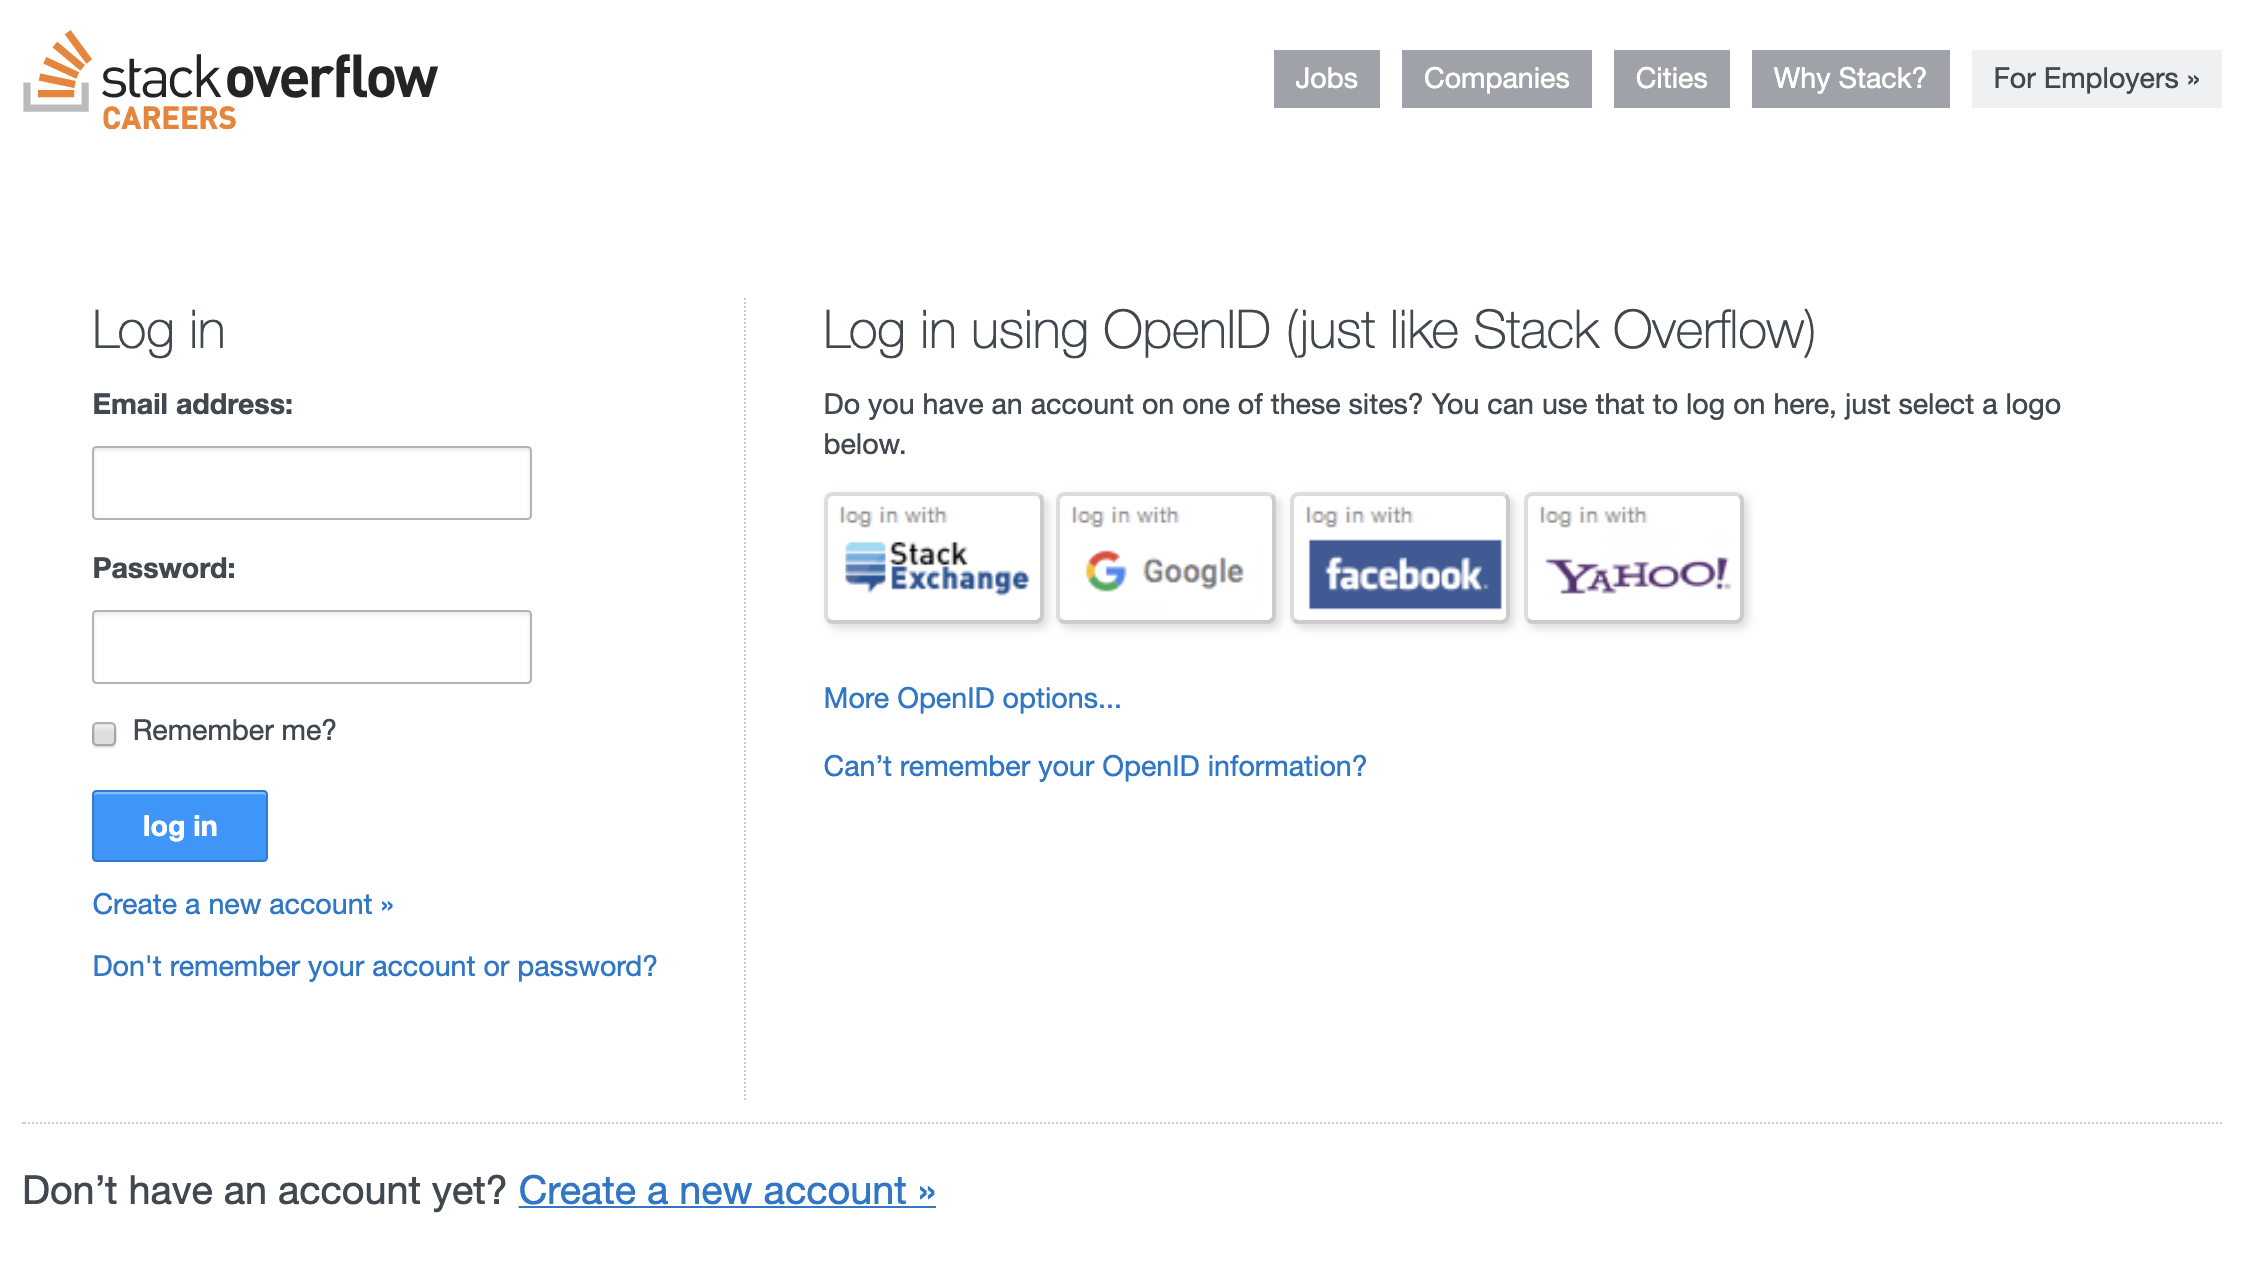 stackoverflow
CAREERS
Jobs
Companies
Cities
Why Stack?
For Employers »
Log in
Email address:
Password:
Remember me?
log in
Create a new account »
Don't remember your account or password?
Log in using OpenID (just like Stack Overflow)
Do you have an account on one of these sites? You can use that to log on here, just select a logo
below.
log in with
Stack
Exchange
log in with
Google
log in with
facebook.
log in with
YAHOO!
More OpenID options...
Can’t remember your OpenID information?
Don’t have an account yet? Create a new account »